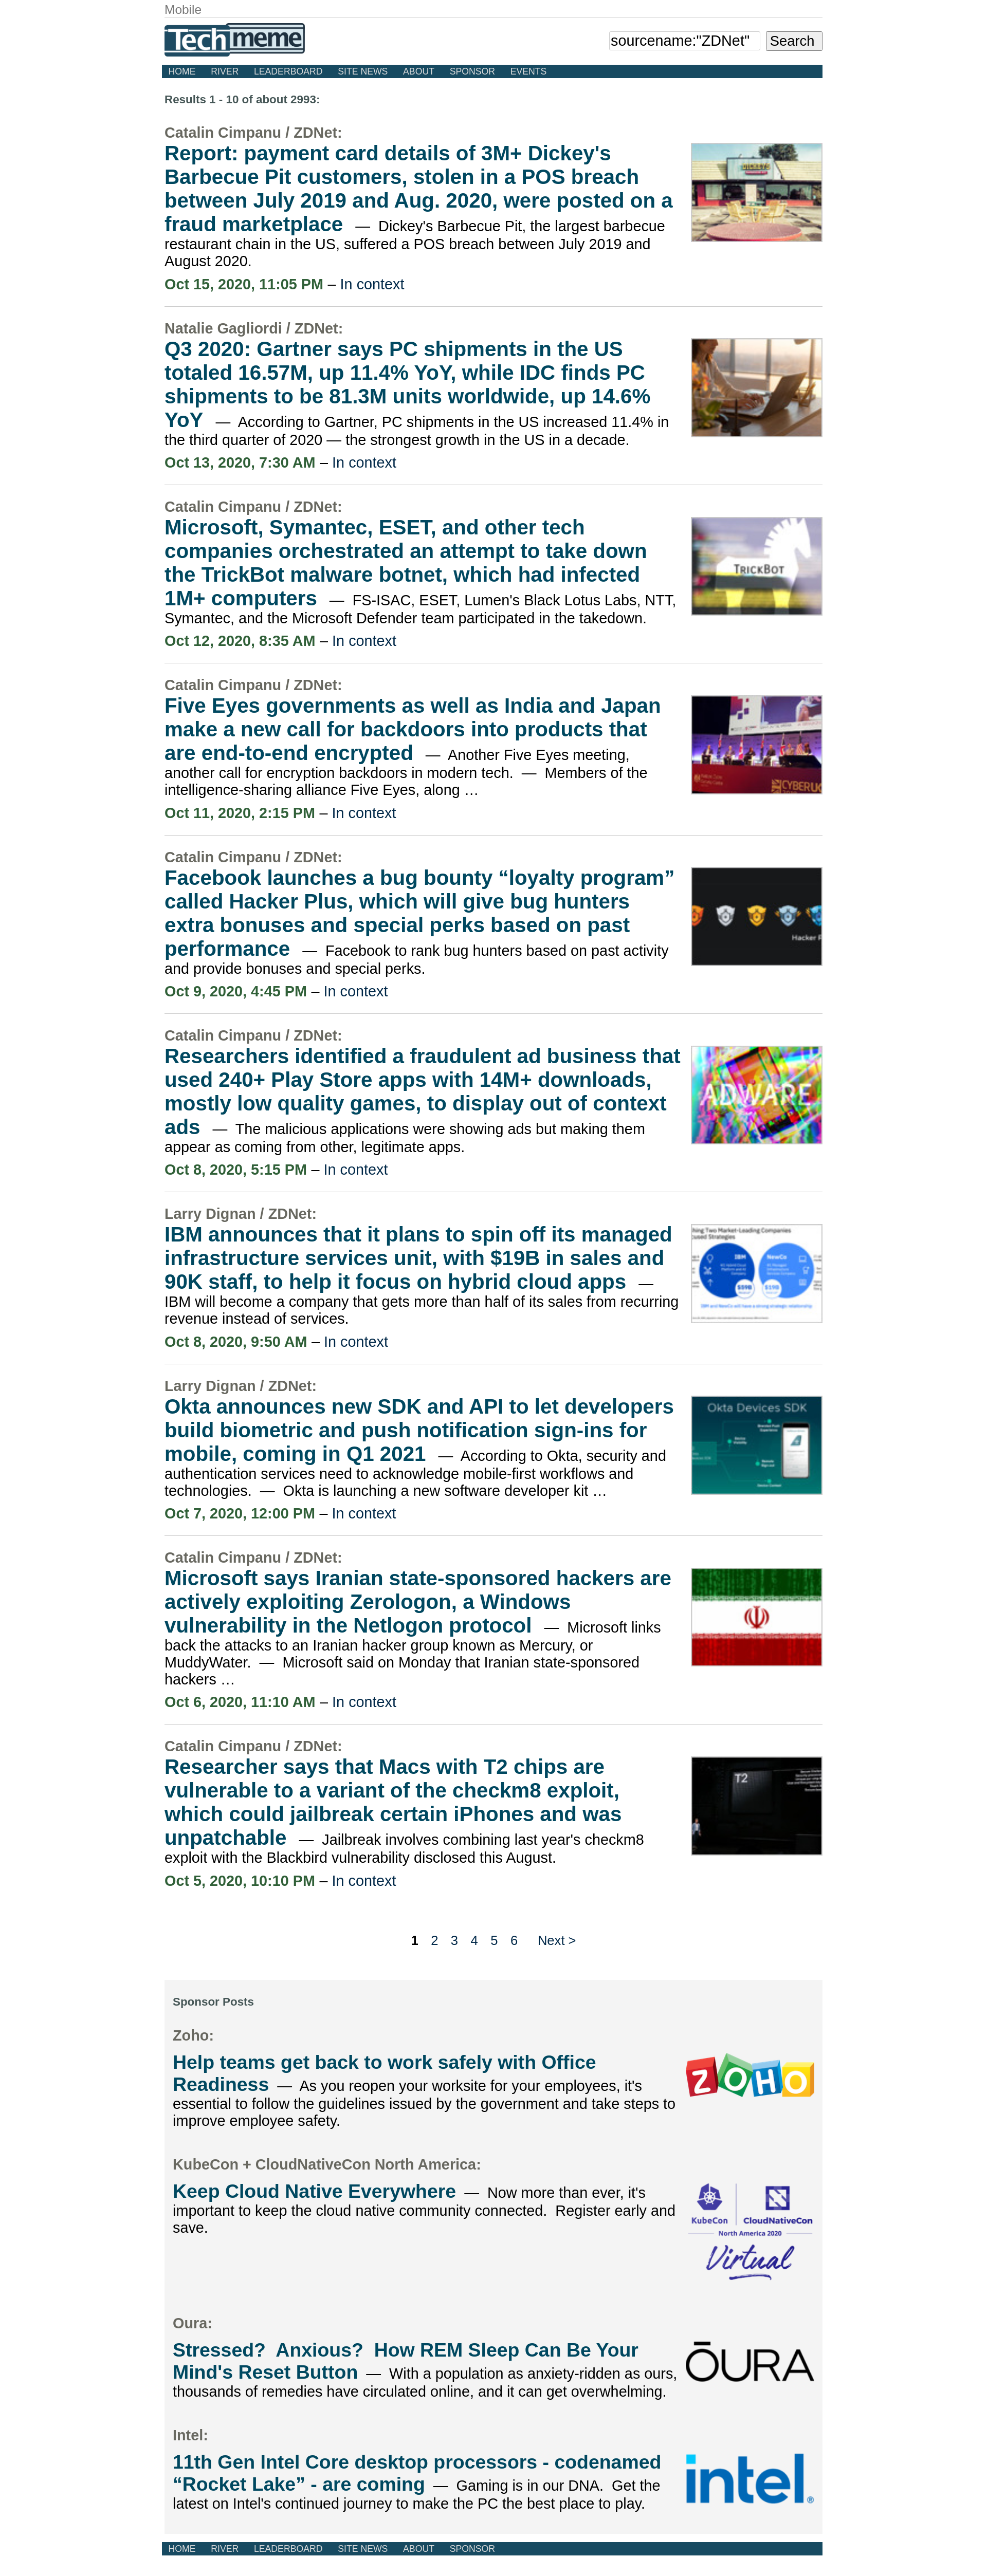 Mobile
Techmeme
sourcename:"ZDNet"
Search
HOME RIVER LEADERBOARD SITE NEWS ABOUT SPONSOR EVENTS
Results 1 - 10 of about 2993:
Catalin Cimpanu / ZDNet:
Report: payment card details of 3M+ Dickey's
Barbecue Pit customers, stolen in a POS breach
between July 2019 and Aug. 2020, were posted on a
fraud marketplace — Dickey's Barbecue Pit, the largest barbecue
restaurant chain in the US, suffered a POS breach between July 2019 and
August 2020.
Oct 15, 2020, 11:05 PM – In context
Natalie Gagliordi / ZDNet:
Q3 2020: Gartner says PC shipments in the US
totaled 16.57M, up 11.4% YoY, while IDC finds PC
shipments to be 81.3M units worldwide, up 14.6%
YoY — According to Gartner, PC shipments in the US increased 11.4% in
the third quarter of 2020 — the strongest growth in the US in a decade.
Oct 13, 2020, 7:30 AM – In context
Catalin Cimpanu / ZDNet:
Microsoft, Symantec, ESET, and other tech
companies orchestrated an attempt to take down
the TrickBot malware botnet, which had infected
1M+ computers — FS-ISAC, ESET, Lumen's Black Lotus Labs, NTT,
Symantec, and the Microsoft Defender team participated in the takedown.
Oct 12, 2020, 8:35 AM – In context
TRICKBOT
Catalin Cimpanu / ZDNet:
Five Eyes governments as well as India and Japan
make a new call for backdoors into products that
are end-to-end encrypted — Another Five Eyes meeting,
another call for encryption backdoors in modern tech. — Members of the
intelligence-sharing alliance Five Eyes, along …
Oct 11, 2020, 2:15 PM – In context
CYBERUK
Catalin Cimpanu / ZDNet:
Facebook launches a bug bounty “loyalty program”
called Hacker Plus, which will give bug hunters
extra bonuses and special perks based on past
performance — Facebook to rank bug hunters based on past activity
and provide bonuses and special perks.
Oct 9, 2020, 4:45 PM – In context
Hacker P
Catalin Cimpanu / ZDNet:
Researchers identified a fraudulent ad business that
used 240+ Play Store apps with 14M+ downloads,
mostly low quality games, to display out of context
ads — The malicious applications were showing ads but making them
appear as coming from other, legitimate apps.
Oct 8, 2020, 5:15 PM – In context
ADWARE
Larry Dignan / ZDNet:
IBM announces that it plans to spin off its managed
infrastructure services unit, with $19B in sales and
90K staff, to help it focus on hybrid cloud apps —
IBM will become a company that gets more than half of its sales from recurring
revenue instead of services.
Oct 8, 2020, 9:50 AM – In context
ning Two Market-Leading Companies
IBM NewCo
$59B $19B
IBM and NewCo will have a strong strategic relationship
Larry Dignan / ZDNet:
Okta announces new SDK and API to let developers
build biometric and push notification sign-ins for
mobile, coming in Q1 2021 — According to Okta, security and
authentication services need to acknowledge mobile-first workflows and
technologies. — Okta is launching a new software developer kit …
Oct 7, 2020, 12:00 PM – In context
Okta Devices SDK
Catalin Cimpanu / ZDNet:
Microsoft says Iranian state-sponsored hackers are
actively exploiting Zerologon, a Windows
vulnerability in the Netlogon protocol — Microsoft links
back the attacks to an Iranian hacker group known as Mercury, or
MuddyWater. — Microsoft said on Monday that Iranian state-sponsored
hackers …
Oct 6, 2020, 11:10 AM – In context
Catalin Cimpanu / ZDNet:
Researcher says that Macs with T2 chips are
vulnerable to a variant of the checkm8 exploit,
which could jailbreak certain iPhones and was
unpatchable — Jailbreak involves combining last year's checkm8
exploit with the Blackbird vulnerability disclosed this August.
Oct 5, 2020, 10:10 PM – In context
T2
1 2 3 4 5 6 Next >
Sponsor Posts
Zoho:
Help teams get back to work safely with Office
Readiness — As you reopen your worksite for your employees, it's
essential to follow the guidelines issued by the government and take steps to
improve employee safety.
ZOHO
KubeCon + CloudNativeCon North America:
Keep Cloud Native Everywhere — Now more than ever, it's
important to keep the cloud native community connected. Register early and
save.
KubeCon CloudNativeCon
North America 2020
Virtual
Oura:
Stressed? Anxious? How REM Sleep Can Be Your
Mind's Reset Button — With a population as anxiety-ridden as ours,
thousands of remedies have circulated online, and it can get overwhelming.
ŌURA
Intel:
11th Gen Intel Core desktop processors - codenamed
“Rocket Lake” - are coming — Gaming is in our DNA. Get the
latest on Intel's continued journey to make the PC the best place to play.
intel®
HOME RIVER LEADERBOARD SITE NEWS ABOUT SPONSOR